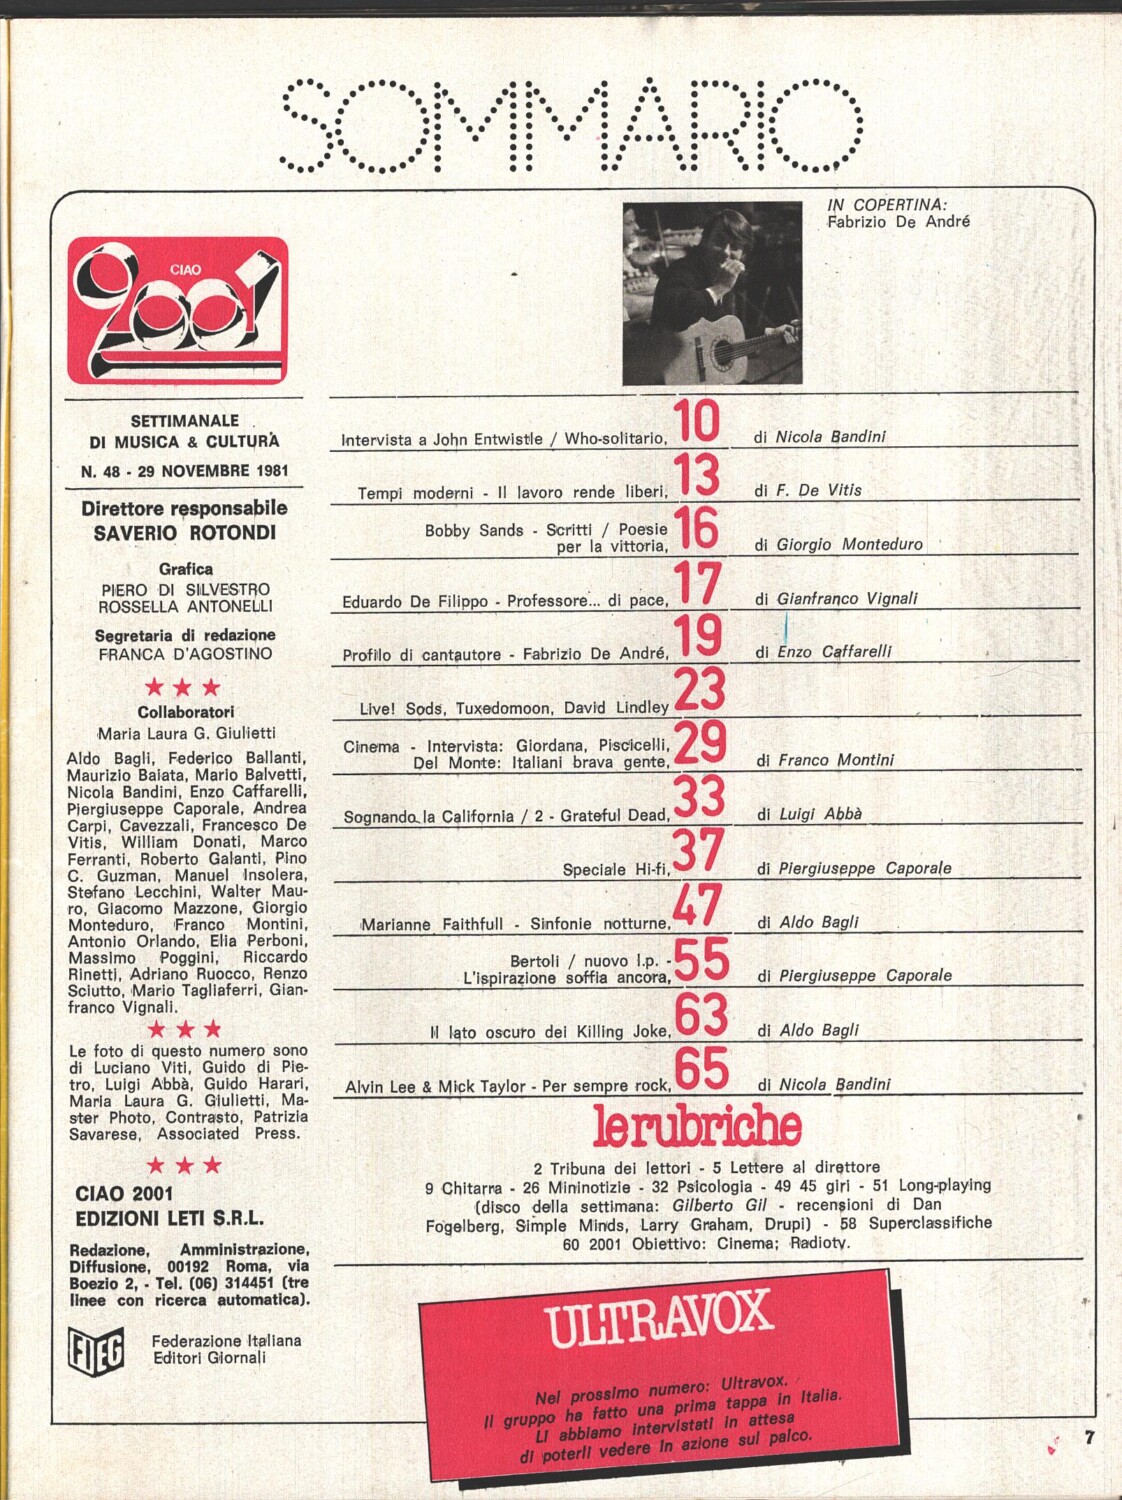 SOMMARIO
IN COPERTINA:
Fabrizio De André
CIAO
2001
SETTIMANALE
DI MUSICA & CULTURA
N. 48 - 29 NOVEMBRE 1981
Direttore responsabile
SAVERIO ROTONDI
Grafica
PIERO DI SILVESTRO
ROSSELLA ANTONELLI
Segretaria di redazione
FRANCA D'AGOSTINO
★ ★ ★
Collaboratori
Maria Laura G. Giulietti
Aldo Bagli, Federico Ballanti,
Maurizio Baiata, Mario Balvetti,
Nicola Bandini, Enzo Caffarelli,
Piergiuseppe Caporale, Andrea
Carpi, Cavezzali, Francesco De
Vitis, William Donati, Marco
Ferranti, Roberto Galanti, Pino
C. Guzman, Manuel Insolera,
Stefano Lecchini, Walter Mau-
ro, Giacomo Mazzone, Giorgio
Monteduro, Franco Montini,
Antonio Orlando, Elia Perboni,
Massimo Poggini, Riccardo
Rinetti, Adriano Ruocco, Renzo
Sciutto, Mario Tagliaferri, Gian-
franco Vignali.
★ ★ ★
Le foto di questo numero sono
di Luciano Viti, Guido di Pie-
tro, Luigi Abbà, Guido Harari,
Maria Laura G. Giulietti, Ma-
ster Photo, Contrasto, Patrizia
Savarese, Associated Press.
★ ★ ★
CIAO 2001
EDIZIONI LETI S.R.L.
Redazione, Amministrazione,
Diffusione, 00192 Roma, via
Boezio 2, - Tel. (06) 314451 (tre
linee con ricerca automatica).
FIEG
Federazione Italiana
Editori Giornali
Intervista a John Entwistle / Who-solitario, 10 di Nicola Bandini
Tempi moderni - Il lavoro rende liberi, 13 di F. De Vitis
Bobby Sands - Scritti / Poesie
per la vittoria, 16 di Giorgio Monteduro
Eduardo De Filippo - Professore... di pace, 17 di Gianfranco Vignali
Profilo di cantautore - Fabrizio De André, 19 di Enzo Caffarelli
Live! Sods, Tuxedomoon, David Lindley 23
Cinema - Intervista: Giordana, Piscicelli,
Del Monte: Italiani brava gente, 29 di Franco Montini
Sognando la California / 2 - Grateful Dead, 33 di Luigi Abbà
Speciale Hi-fi, 37 di Piergiuseppe Caporale
Marianne Faithfull - Sinfonie notturne, 47 di Aldo Bagli
Bertoli / nuovo l.p. -
L'ispirazione soffia ancora, 55 di Piergiuseppe Caporale
Il lato oscuro dei Killing Joke, 63 di Aldo Bagli
Alvin Lee & Mick Taylor - Per sempre rock, 65 di Nicola Bandini
le rubriche
2 Tribuna dei lettori - 5 Lettere al direttore
9 Chitarra - 26 Mininotizie - 32 Psicologia - 49 45 giri - 51 Long-playing
(disco della settimana: Gilberto Gil - recensioni di Dan
Fogelberg, Simple Minds, Larry Graham, Drupi) - 58 Superclassifiche
60 2001 Obiettivo: Cinema; Radiotv.
ULTRAVOX
Nel prossimo numero: Ultravox.
Il gruppo ha fatto una prima tappa in Italia.
Li abbiamo intervistati in attesa
di poterli vedere in azione sul palco.
7